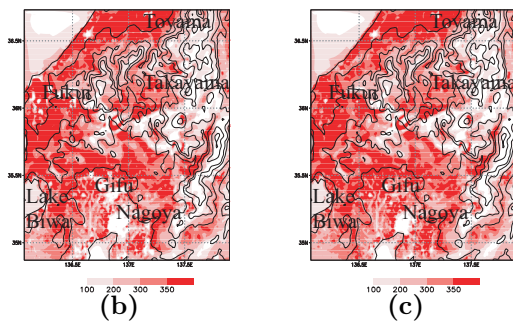 Toyama
36.5N
Takayama
Fukui
36N
35.5N
Gifu
Lake
Biwa
Nagoya
35N
136.5E 137E 137.5E
100 200 300 350
(b)
Toyama
36.5N
Takayama
Fukui
36N
35.5N
Gifu
Lake
Biwa
Nagoya
35N
136.5E 137E 137.5E
100 200 300 350
(c)